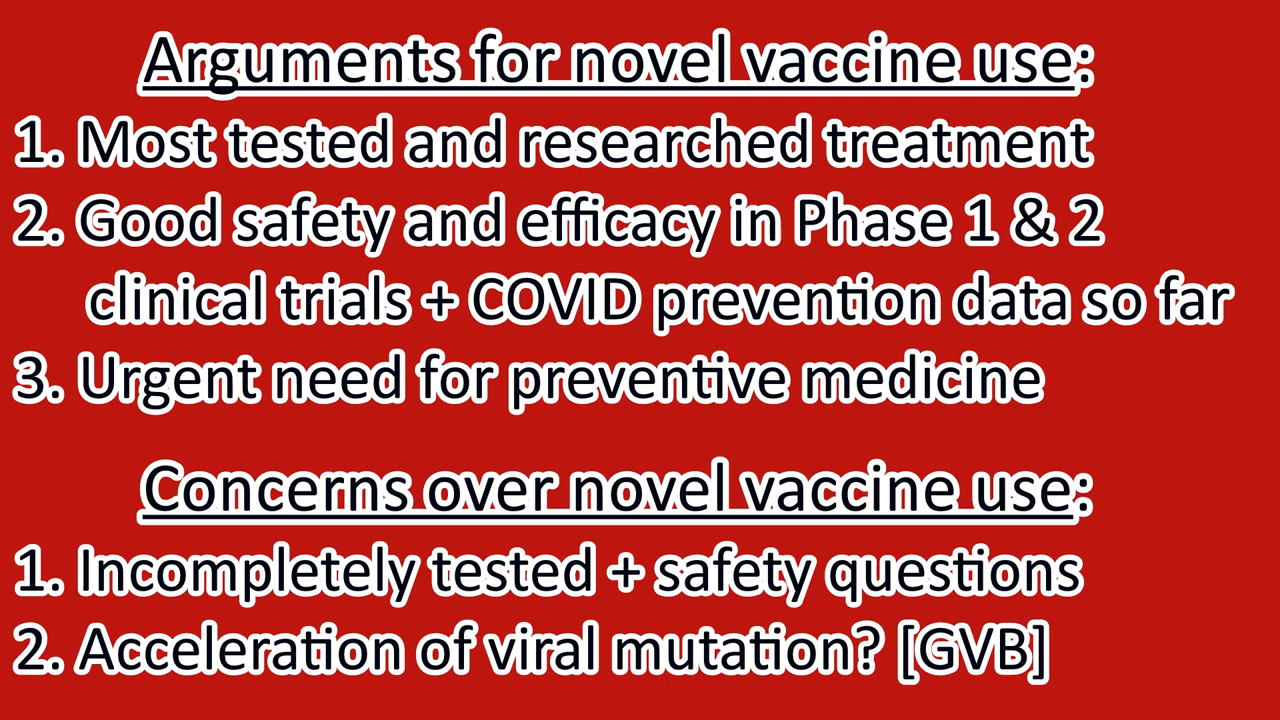 Arguments for novel vaccine use:
1. Most tested and researched treatment
2. Good safety and efficacy in Phase 1 & 2
clinical trials + COVID prevention data so far
3. Urgent need for preventive medicine
Concerns over novel vaccine use:
1. Incompletely tested + safety questions
2. Acceleration of viral mutation? [GVB]